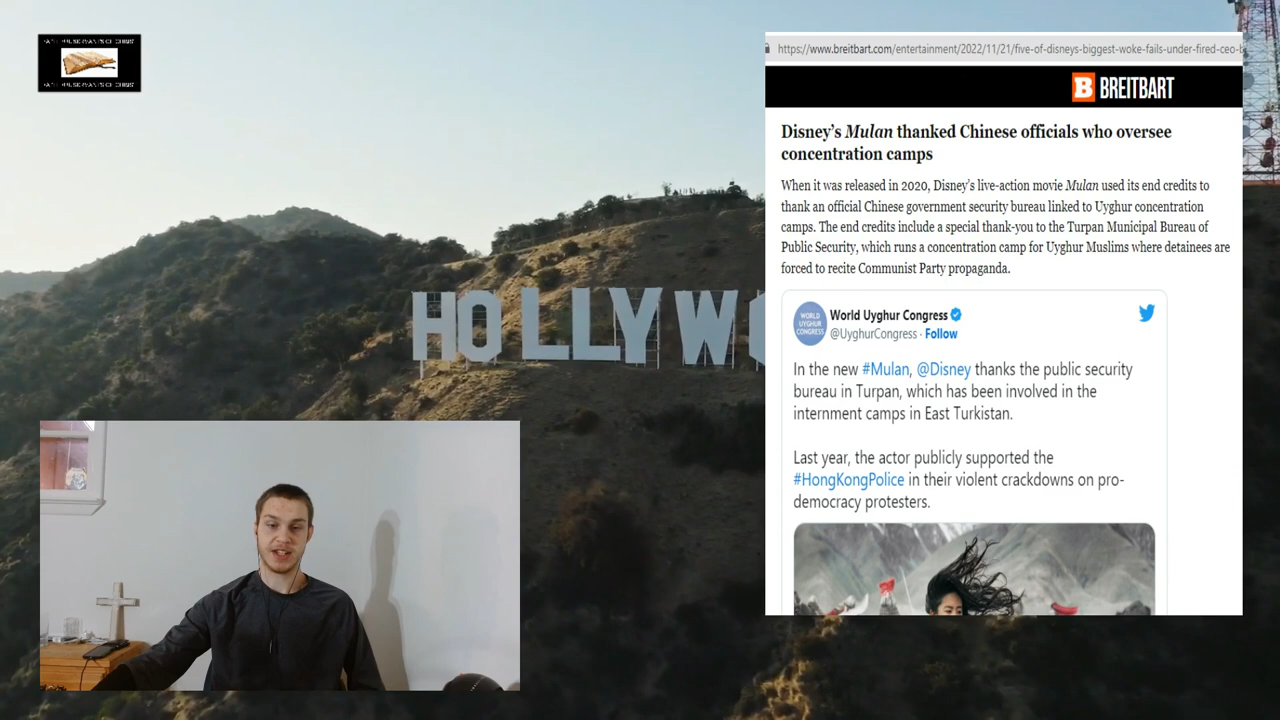 https://www.breitbart.com/entertainment/2022/11/21/five-of-disneys-biggest-woke-fails-under-fired-ceo-b
BREITBART
Disney's Mulan thanked Chinese officials who oversee
concentration camps
When it was released in 2020, Disney's live-action movie Mulan used its end credits to
thank an official Chinese government security bureau linked to Uyghur concentration
camps. The end credits include a special thank-you to the Turpan Municipal Bureau of
Public Security, which runs a concentration camp for Uyghur Muslims where detainees are
forced to recite Communist Party propaganda.
WORLD
UYGHUR
CONGRESS
World Uyghur Congress
@UyghurCongress · Follow
In the new #Mulan, @Disney thanks the public security
bureau in Turpan, which has been involved in the
internment camps in East Turkistan.
Last year, the actor publicly supported the
#HongKongPolice in their violent crackdowns on pro-
democracy protesters.
HOLLYW